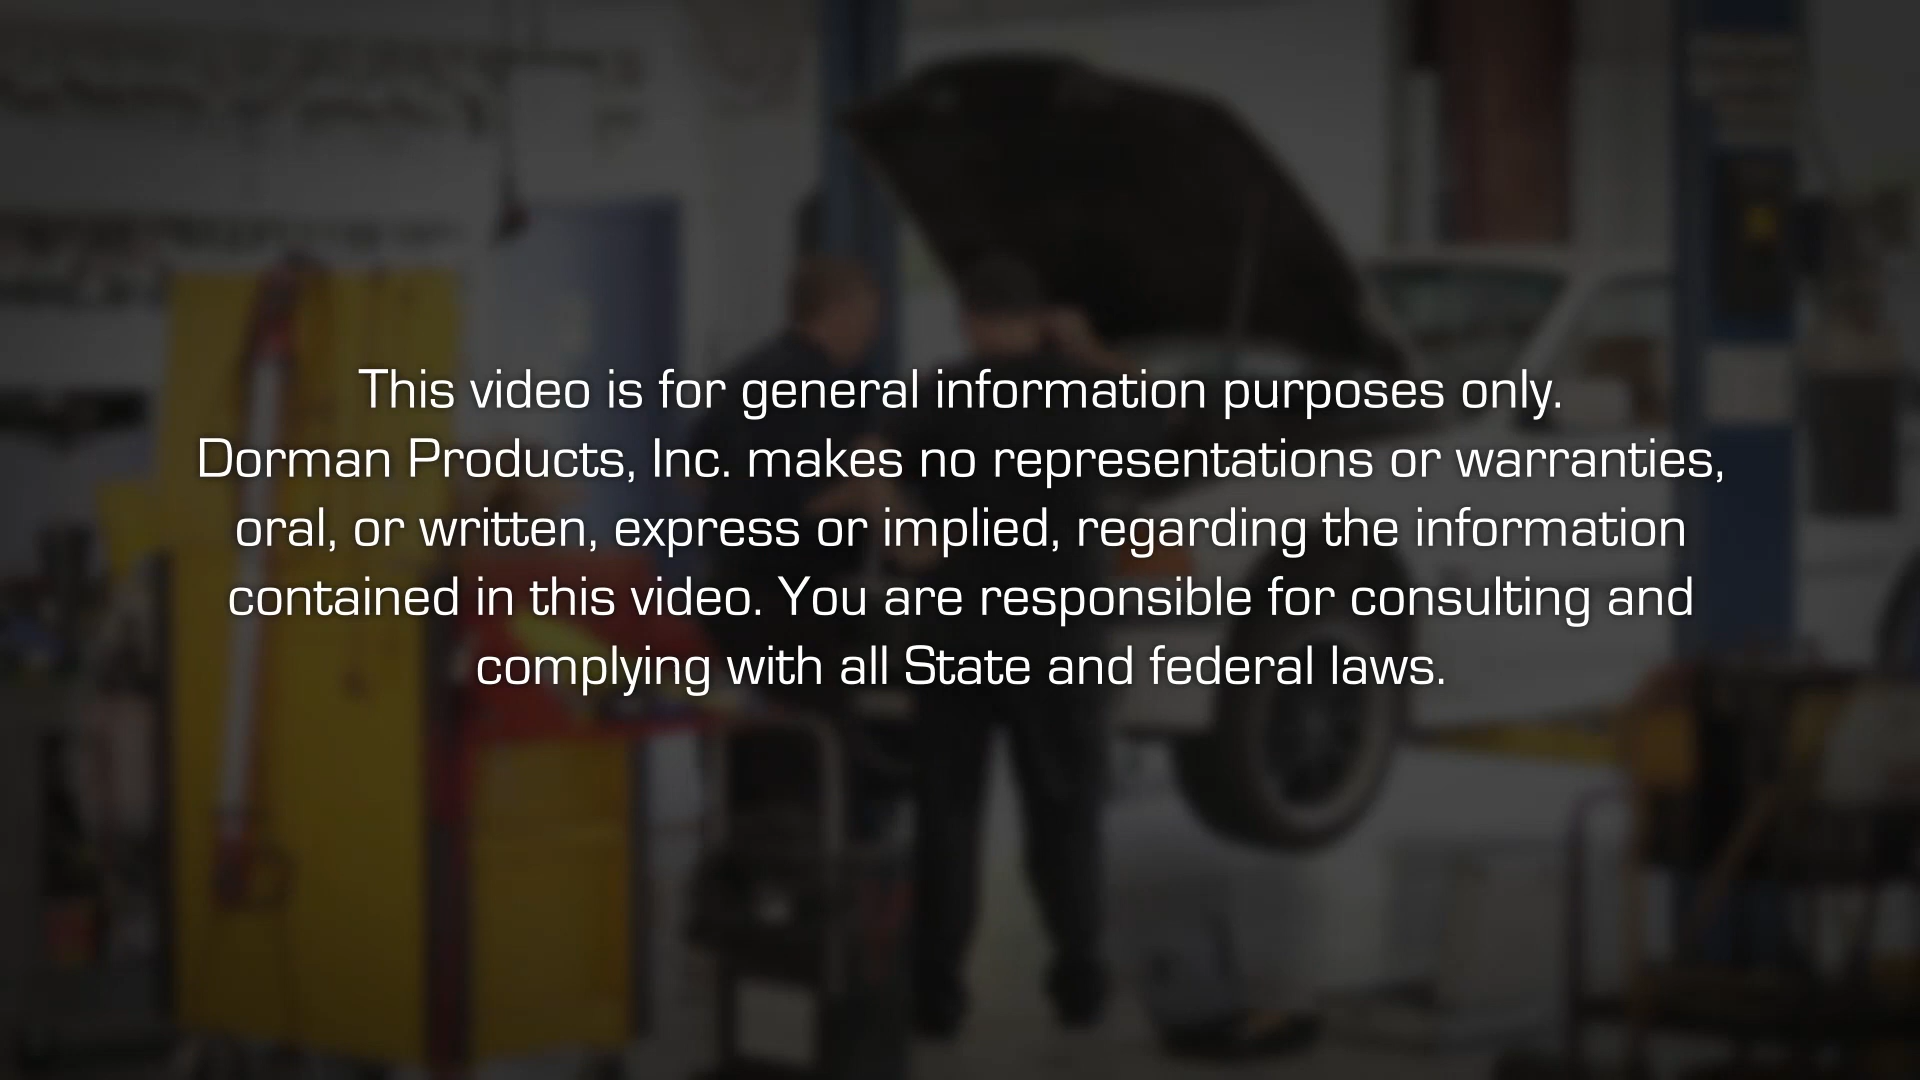 This video is for general information purposes only.
Dorman Products, Inc. makes no representations or warranties,
oral, or written, express or implied, regarding the information
contained in this video. You are responsible for consulting and
complying with all State and federal laws.